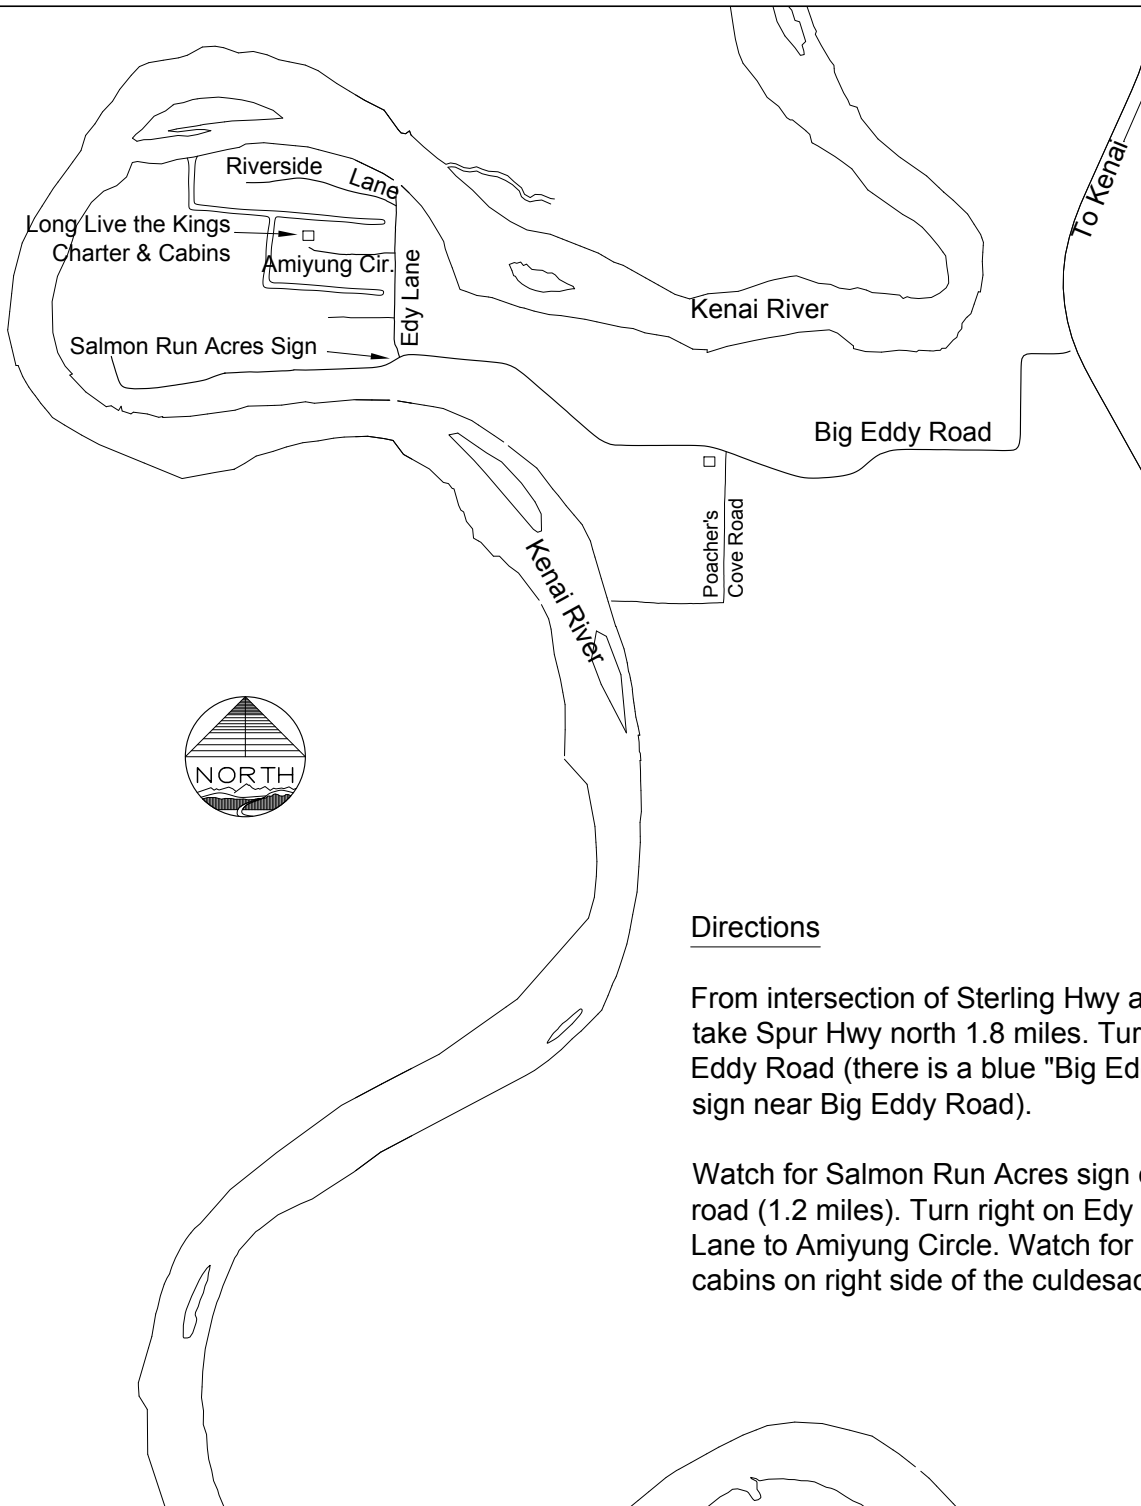 To Kenai
Riverside Lane
Long Live the Kings
Charter & Cabins
Amiyung Cir.
Edy Lane
Kenai River
Salmon Run Acres Sign
Big Eddy Road
Poacher's
Cove Road
Kenai River
NORTH
Directions
From intersection of Sterling Hwy
take Spur Hwy north 1.8 miles.
Eddy Road (there is a blue "Big
sign near Big Eddy Road).
Watch for Salmon Run Acres sign
road (1.2 miles). Turn right on Edy
Lane to Amiyung Circle. Watch for
cabins on right side of the culdesac